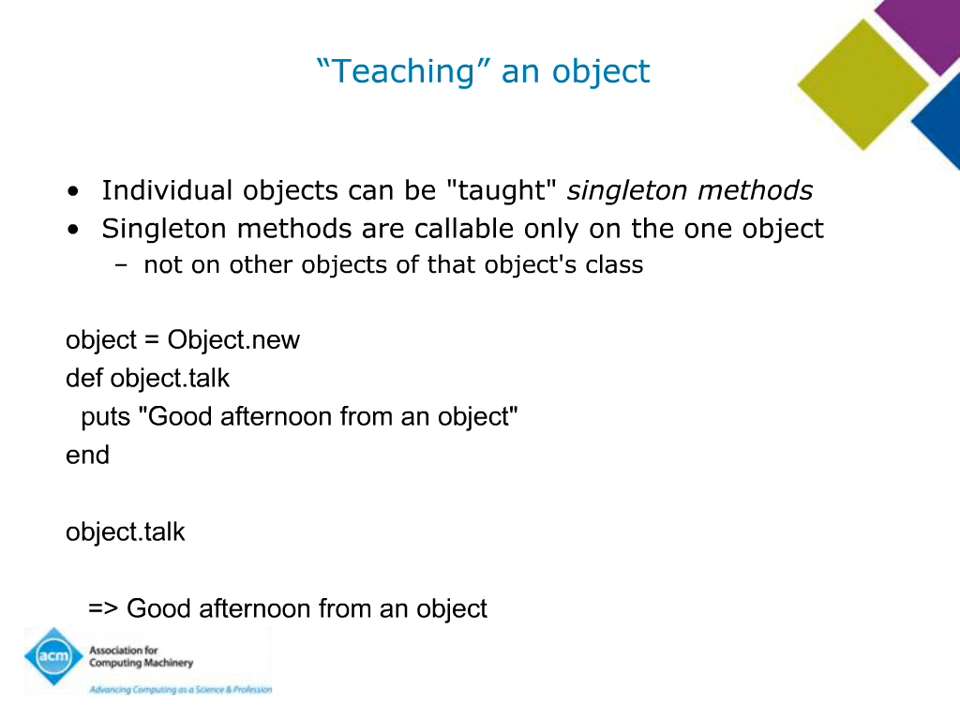 “Teaching” an object
• Individual objects can be "taught" singleton methods
• Singleton methods are callable only on the one object
– not on other objects of that object's class
object = Object.new
def object.talk
puts "Good afternoon from an object"
end
object.talk
=> Good afternoon from an object
acm
Association for
Computing Machinery
Advancing Computing as a Science & Profession